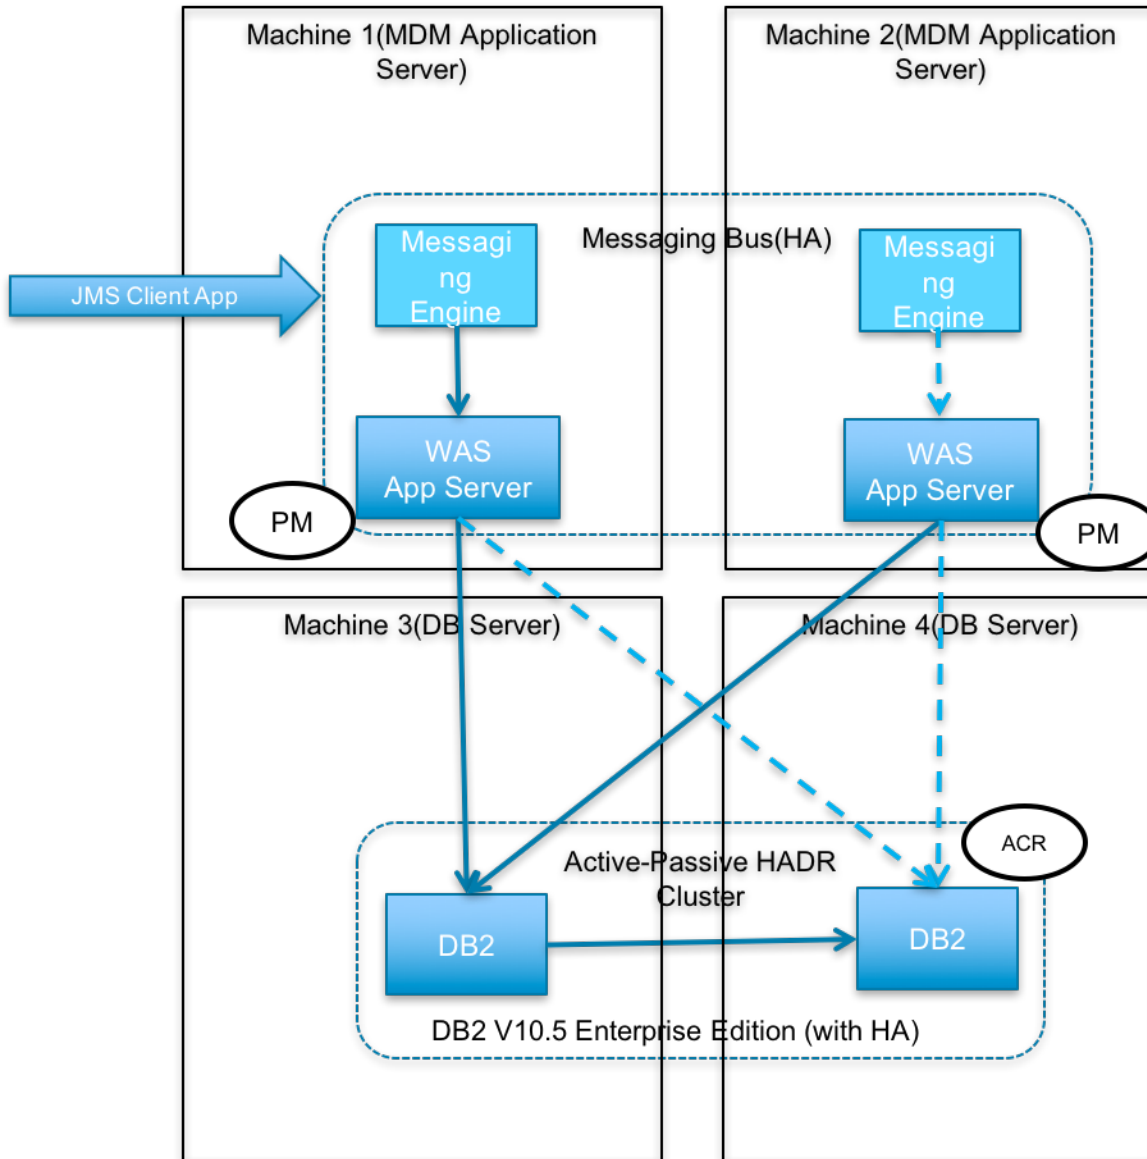 Machine 1(MDM Application
Server)
Machine 2(MDM Application
Server)
Messaging Bus(HA)
Messagi
ng
Engine
Messagi
ng
Engine
JMS Client App
WAS
App Server
WAS
App Server
PM
PM
Machine 3(DB Server)
Machine 4(DB Server)
ACR
Active-Passive HADR
Cluster
DB2
DB2
DB2 V10.5 Enterprise Edition (with HA)